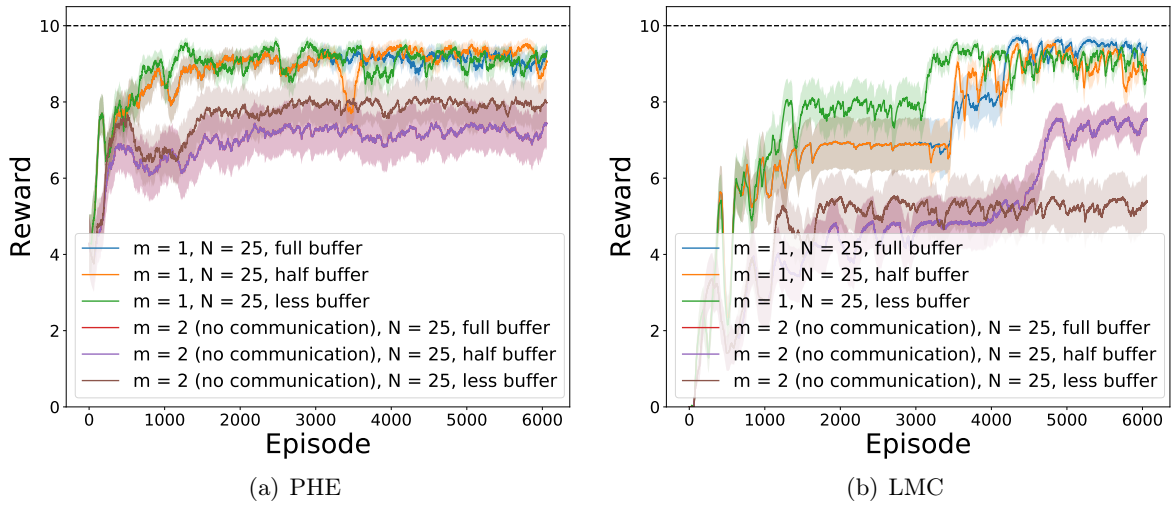 10
8
6
4
2
0
Reward
m = 1, N = 25, full buffer
m = 1, N = 25, half buffer
m = 1, N = 25, less buffer
m = 2 (no communication), N = 25, full buffer
m = 2 (no communication), N = 25, half buffer
m = 2 (no communication), N = 25, less buffer
0 1000 2000 3000 4000 5000 6000
Episode
(a) PHE
10
8
6
4
2
0
Reward
m = 1, N = 25, full buffer
m = 1, N = 25, half buffer
m = 1, N = 25, less buffer
m = 2 (no communication), N = 25, full buffer
m = 2 (no communication), N = 25, half buffer
m = 2 (no communication), N = 25, less buffer
0 1000 2000 3000 4000 5000 6000
Episode
(b) LMC